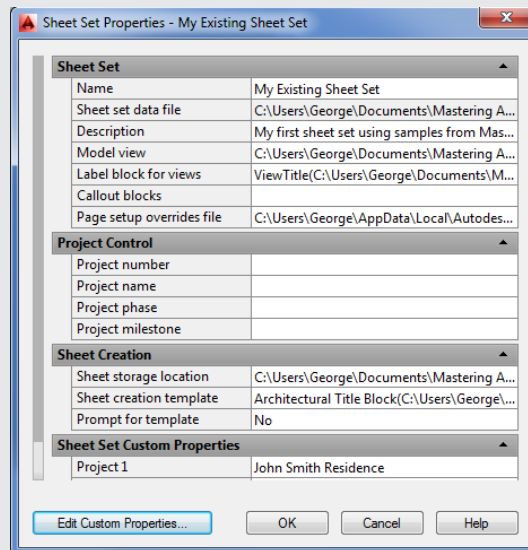 Sheet Set Properties - My Existing Sheet Set
Sheet Set
Name My Existing Sheet Set
Sheet set data file C:\Users\George\Documents\Mastering A...
Description My first sheet set using samples from Mas...
Model view C:\Users\George\Documents\Mastering A...
Label block for views ViewTitle(C:\Users\George\Documents\M...
Callout blocks
Page setup overrides file C:\Users\George\AppData\Local\Autodes...
Project Control
Project number
Project name
Project phase
Project milestone
Sheet Creation
Sheet storage location C:\Users\George\Documents\Mastering A...
Sheet creation template Architectural Title Block(C:\Users\George\...
Prompt for template No
Sheet Set Custom Properties
Project 1 John Smith Residence
Edit Custom Properties... OK Cancel Help